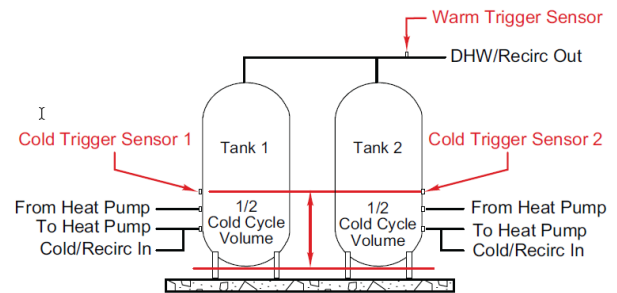 Warm Trigger Sensor
DHW/Recirc Out
Cold Trigger Sensor 1
Tank 1
Tank 2
Cold Trigger Sensor 2
From Heat Pump
To Heat Pump
Cold/Recirc In
1/2
Cold Cycle
Volume
1/2
Cold Cycle
Volume
From Heat Pump
To Heat Pump
Cold/Recirc In